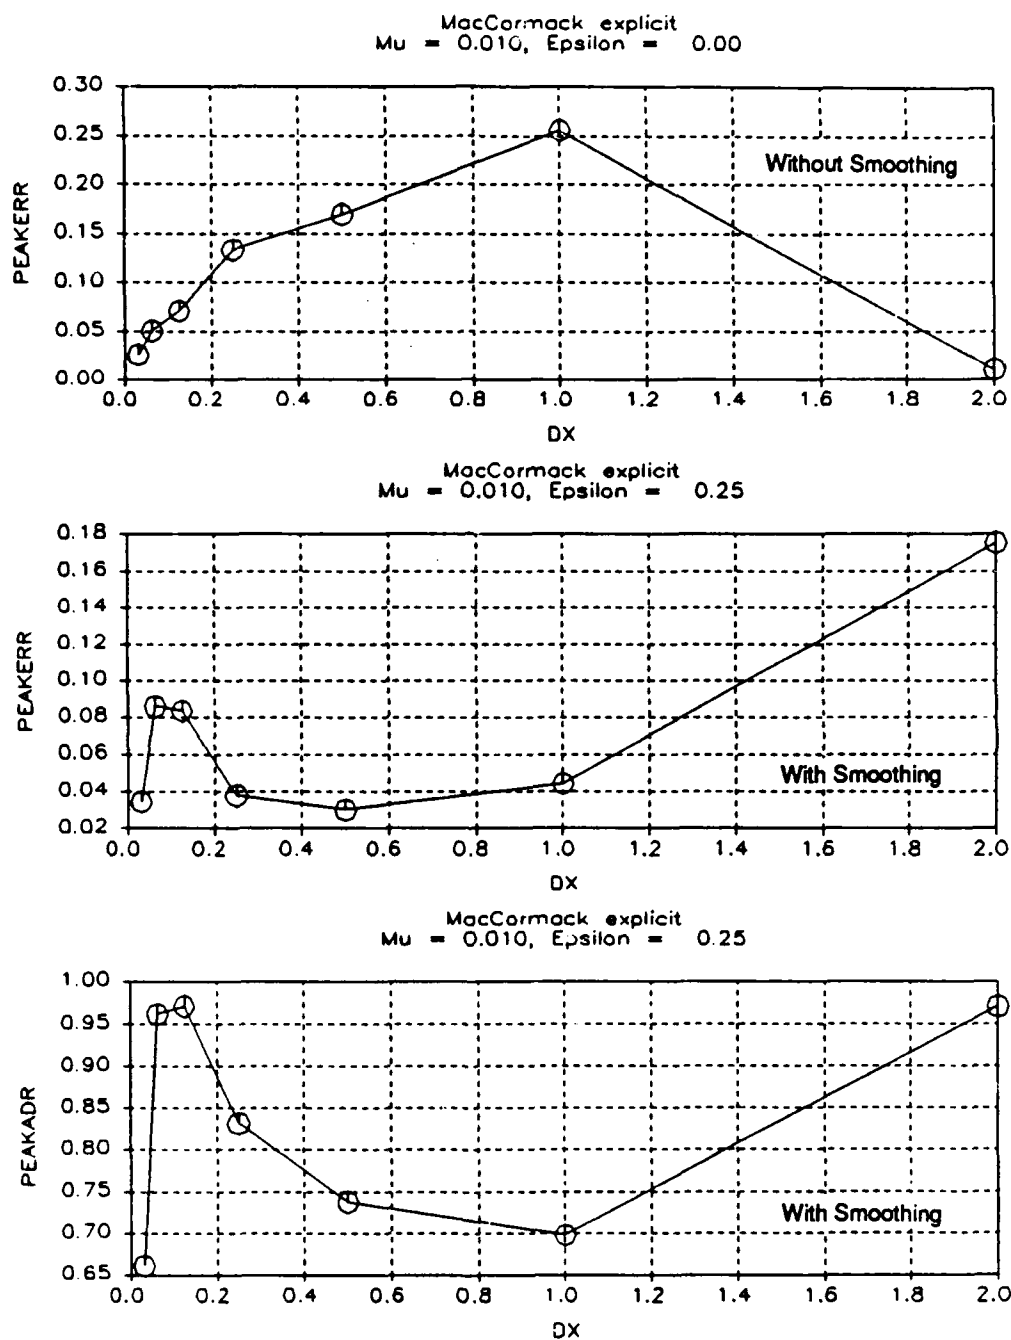 MacCormack explicit
Mu = 0.010, Epsilon = 0.00
0.30
0.25
0.20
0.15
0.10
0.05
0.00
PEAKERR
Without Smoothing
0.0 0.2 0.4 0.6 0.8 1.0 1.2 1.4 1.6 1.8 2.0
DX
MacCormack explicit
Mu = 0.010, Epsilon = 0.25
0.18
0.16
0.14
0.12
0.10
0.08
0.06
0.04
0.02
PEAKERR
With Smoothing
0.0 0.2 0.4 0.6 0.8 1.0 1.2 1.4 1.6 1.8 2.0
DX
MacCormack explicit
Mu = 0.010, Epsilon = 0.25
1.00
0.95
0.90
0.85
0.80
0.75
0.70
0.65
PEAKADR
With Smoothing
0.0 0.2 0.4 0.6 0.8 1.0 1.2 1.4 1.6 1.8 2.0
DX